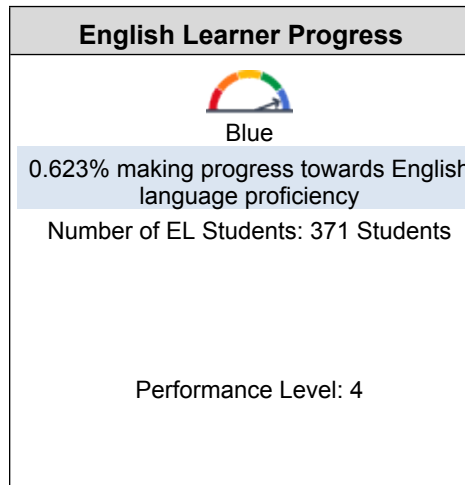 English Learner Progress
Blue
0.623% making progress towards English
language proficiency
Number of EL Students: 371 Students
Performance Level: 4